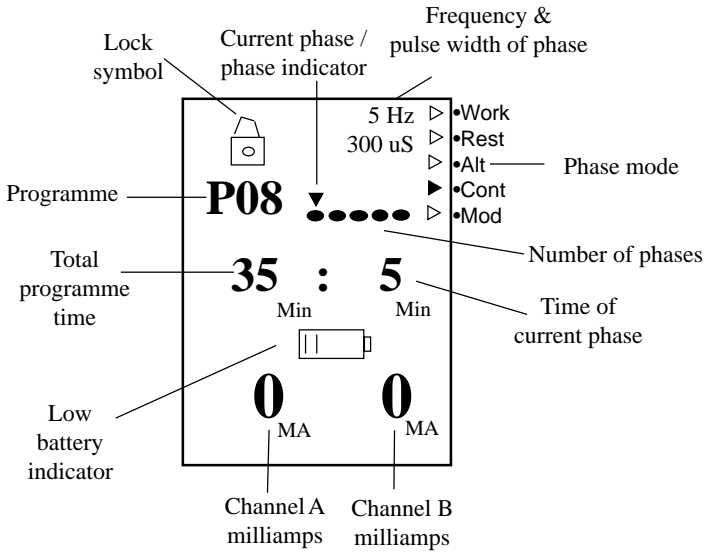 Frequency &
pulse width of phase
Current phase /
phase indicator
Lock
symbol
5 Hz
300 uS
•Work
•Rest
•Alt
•Cont
•Mod
Phase mode
Programme
P08
Number of phases
Total
programme
time
35 : 5
Min Min
Time of
current phase
Low
battery
indicator
0 MA 0 MA
Channel A
milliamps
Channel B
milliamps